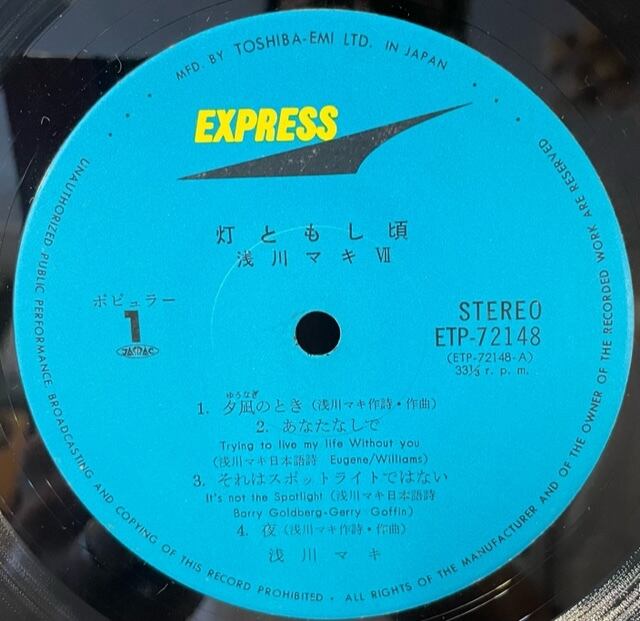 MFD. BY TOSHIBA-EMI LTD. IN JAPAN
EXPRESS
灯ともし頃
浅川マキ Ⅶ
ポピュラー
1
JASRAC
STEREO
ETP-72148
(ETP-72148-A)
33⅓ r. p. m.
ゆうなぎ
1. 夕凪のとき (浅川マキ作詩・作曲)
2. あなたなしで
Trying to live my life Without you
(浅川マキ日本語詩 Eugene/Williams)
3. それはスポットライトではない
It's not the Spotlight (浅川マキ日本語詩
Barry Goldberg-Gerry Goffin)
4. 夜 (浅川マキ作詩・作曲)
浅川マキ
UNAUTHORIZED PUBLIC PERFORMANCE, BROADCASTING AND COPYING OF THIS RECORD PROHIBITED • ALL RIGHTS OF THE MANUFACTURER AND OF THE OWNER OF THE RECORDED WORK ARE RESERVED